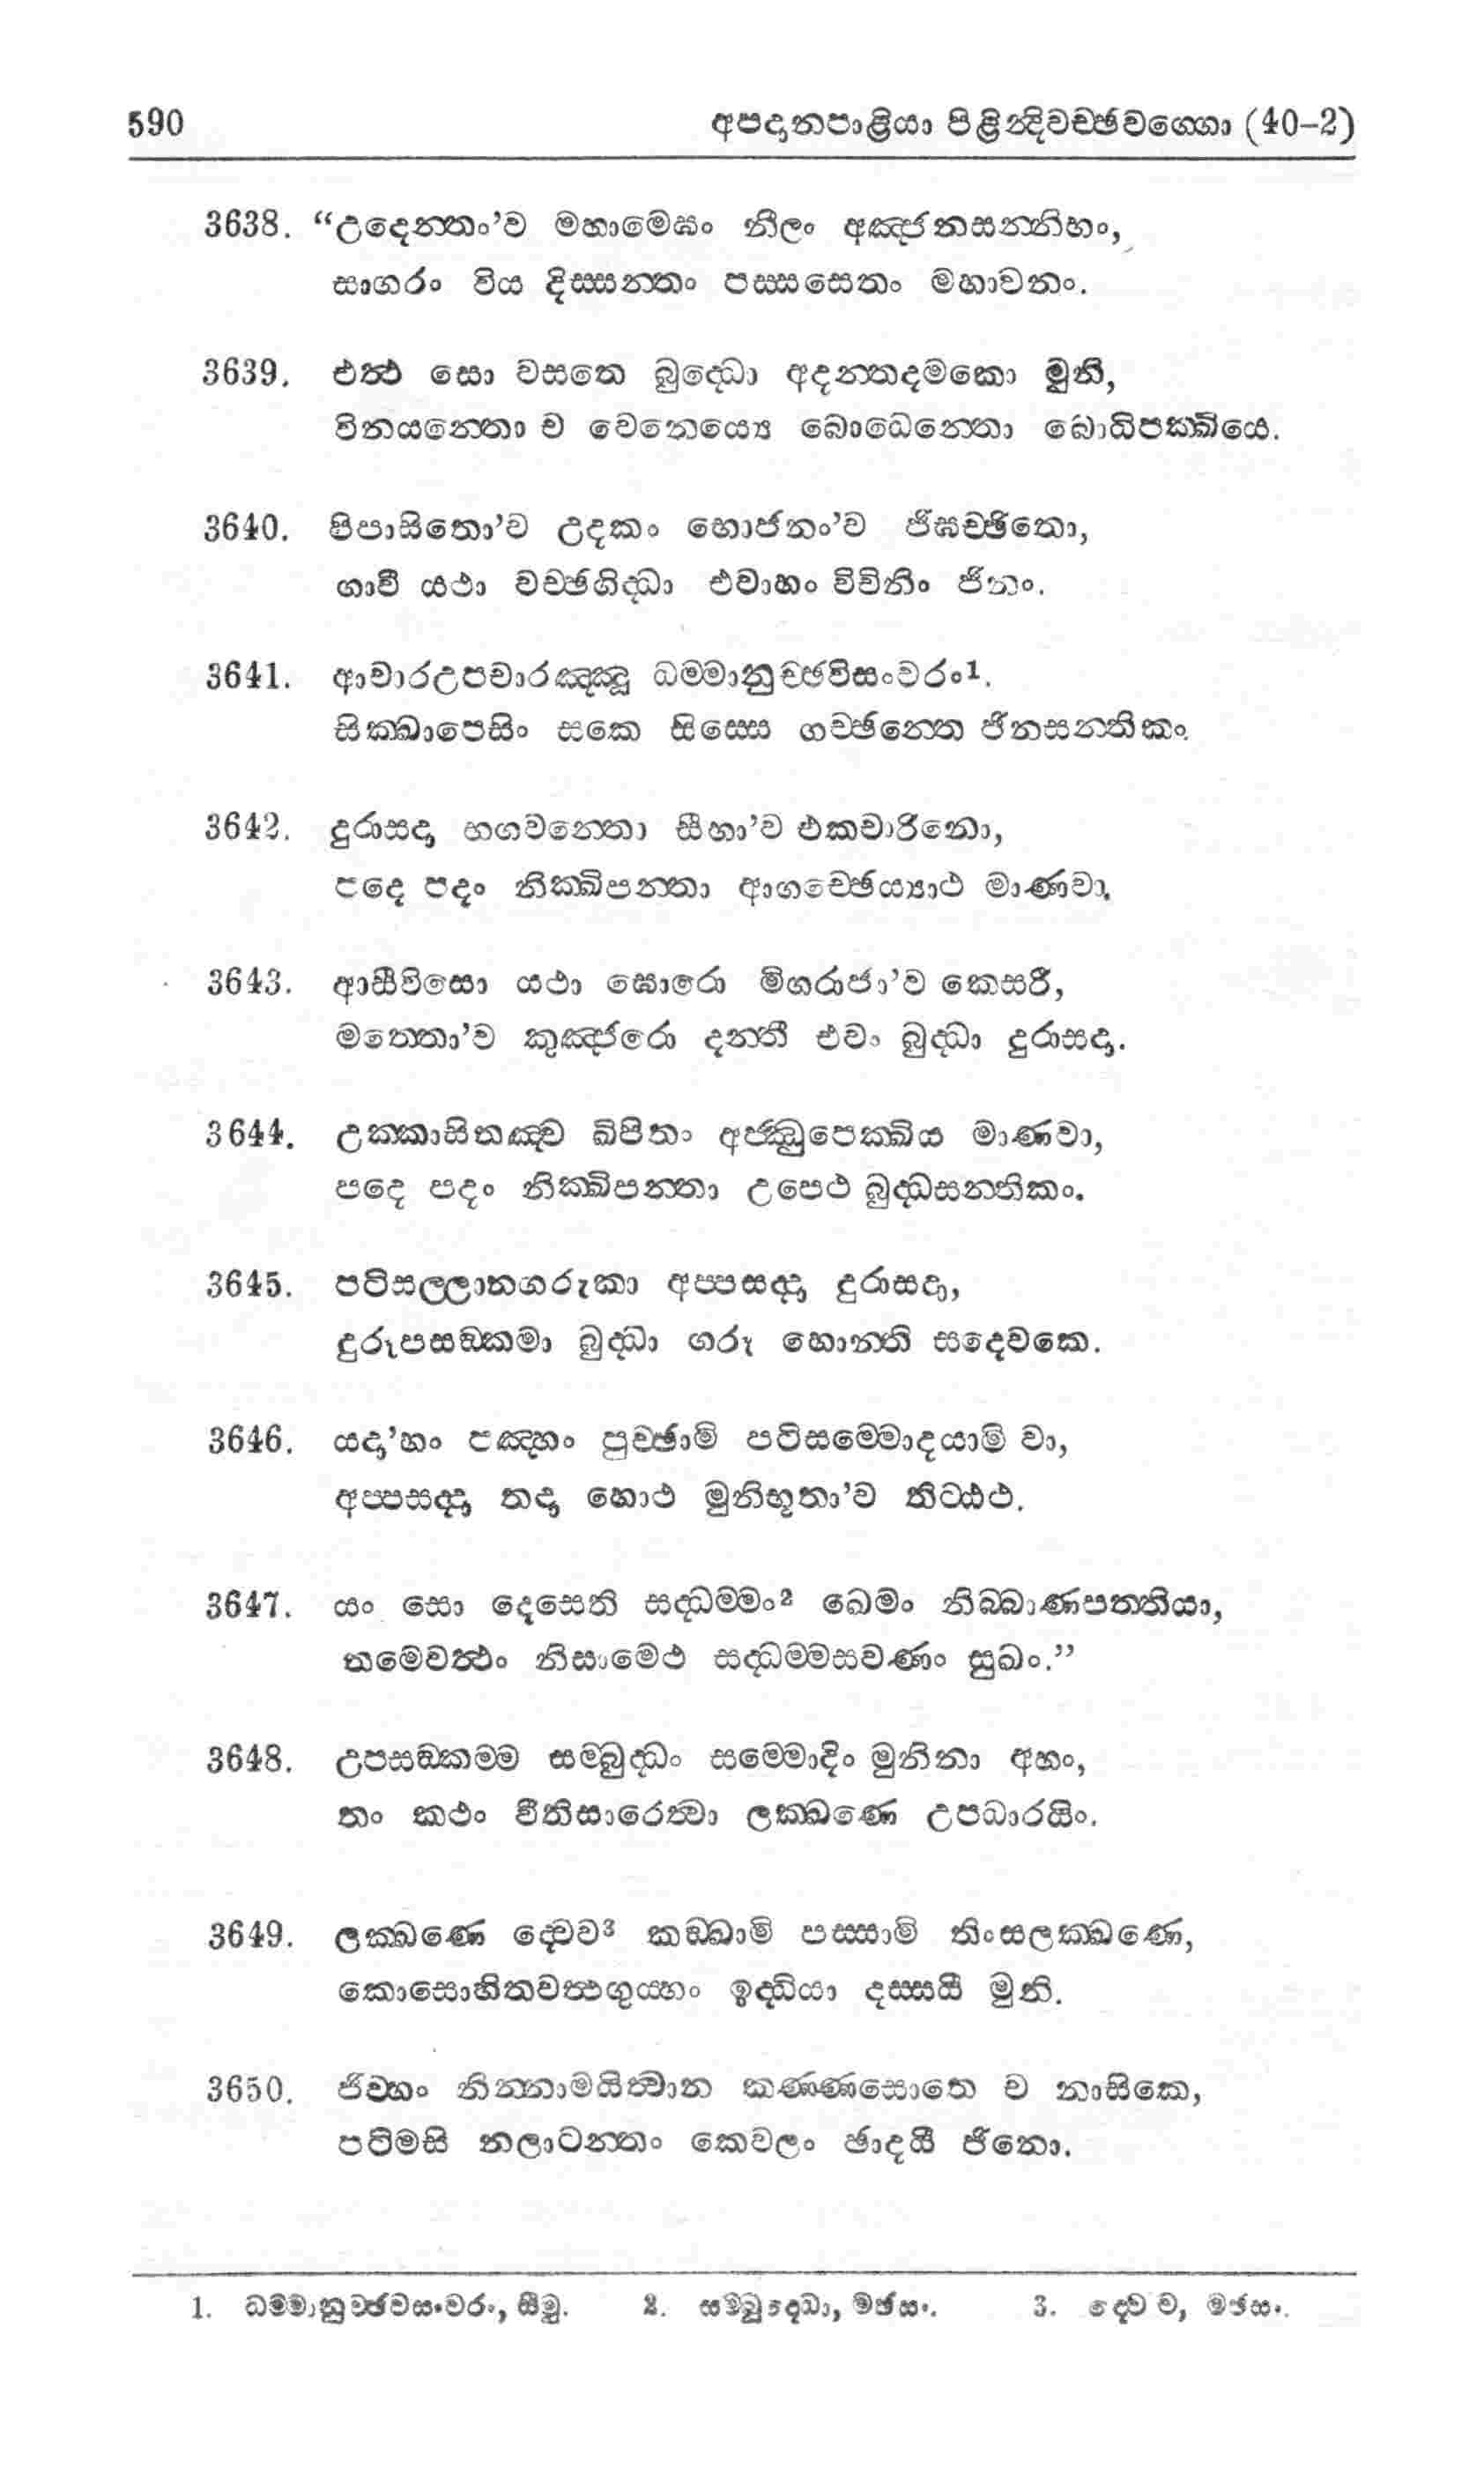 590 අපදානපාළියා පිළින්දිවච්ඡවග්ගො (40-2)
3638. “උදෙන්තං’ව මහාමෙඝං නීලං අඤ්ජනසන්නිභං,
සාගරං විය දිස්සන්තං පස්සසෙතං මහාවනං.
3639. එත්ථ සො වසතෙ බුද්ධො අදන්තදමකො මුනි,
විනයන්තො ච වෙනෙය්‍යෙ බොධෙන්තො බොධිපක්ඛියෙ.
3640. පිපාසිතො’ව උදකං භොජනං’ව ජිඝච්ඡිතො,
ගාවී යථා වච්ඡගිද්ධා එවාහං විචිනිං ජිනං.
3641. ආචාරඋපචාරඤ්ඤූ ධම්මානුච්ඡවිසංවරං¹.
සික්ඛාපෙසිං සකෙ සිස්සෙ ගච්ඡන්තෙ ජිනසන්තිකං.
3642. දුරාසදා භගවන්තො සීහා’ව එකචාරිනො,
පදෙ පදං නික්ඛිපන්තා ආගච්ඡෙය්‍යාථ මාණවා.
3643. ආසීවිසො යථා ඝොරො මිගරාජා’ව කෙසරී,
මත්තො’ව කුඤ්ජරො දන්තී එවං බුද්ධා දුරාසදා.
3644. උක්කාසිතඤ්ච ඛිපිතං අජ්ඣුපෙක්ඛිය මාණවා,
පදෙ පදං නික්ඛිපන්තා උපෙථ බුද්ධසන්තිකං.
3645. පටිසල්ලානගරුකා අප්පසද්දා දුරාසදා,
දුරූපසඞ්කමා බුද්ධා ගරූ හොන්ති සදෙවකෙ.
3646. යදා’හං පඤ්හං පුච්ඡාමි පටිසම්මොදයාමි වා,
අප්පසද්දා තදා හොථ මුනිභූතා’ව තිට්ඨථ.
3647. යං සො දෙසෙති සද්ධම්මං² ඛෙමං නිබ්බාණපත්තියා,
තමෙවත්ථං නිසාමෙථ සද්ධම්මසවණං සුඛං.”
3648. උපසඞ්කම්ම සම්බුද්ධං සම්මොදිං මුනිනා අහං,
තං කථං වීතිසාරෙත්වා ලක්ඛණෙ උපධාරයිං.
3649. ලක්ඛණෙ ද්වෙව³ කඞ්ඛාමි පස්සාමි තිංසලක්ඛණෙ,
කොසොහිතවත්ථගුය්හං ඉද්ධියා දස්සයී මුනි.
3650. ජිව්හං නින්නාමයිත්වාන කණ්ණසොතෙ ච නාසිකෙ,
පටිමසි නලාටන්තං කෙවලං ඡාදයී ජිනො.
1. ධම්මානුච්ඡවසංවරං, සීමු. 2. සම්බුද්ධො, මඡසං. 3. ද්වෙ ච, මඡසං.